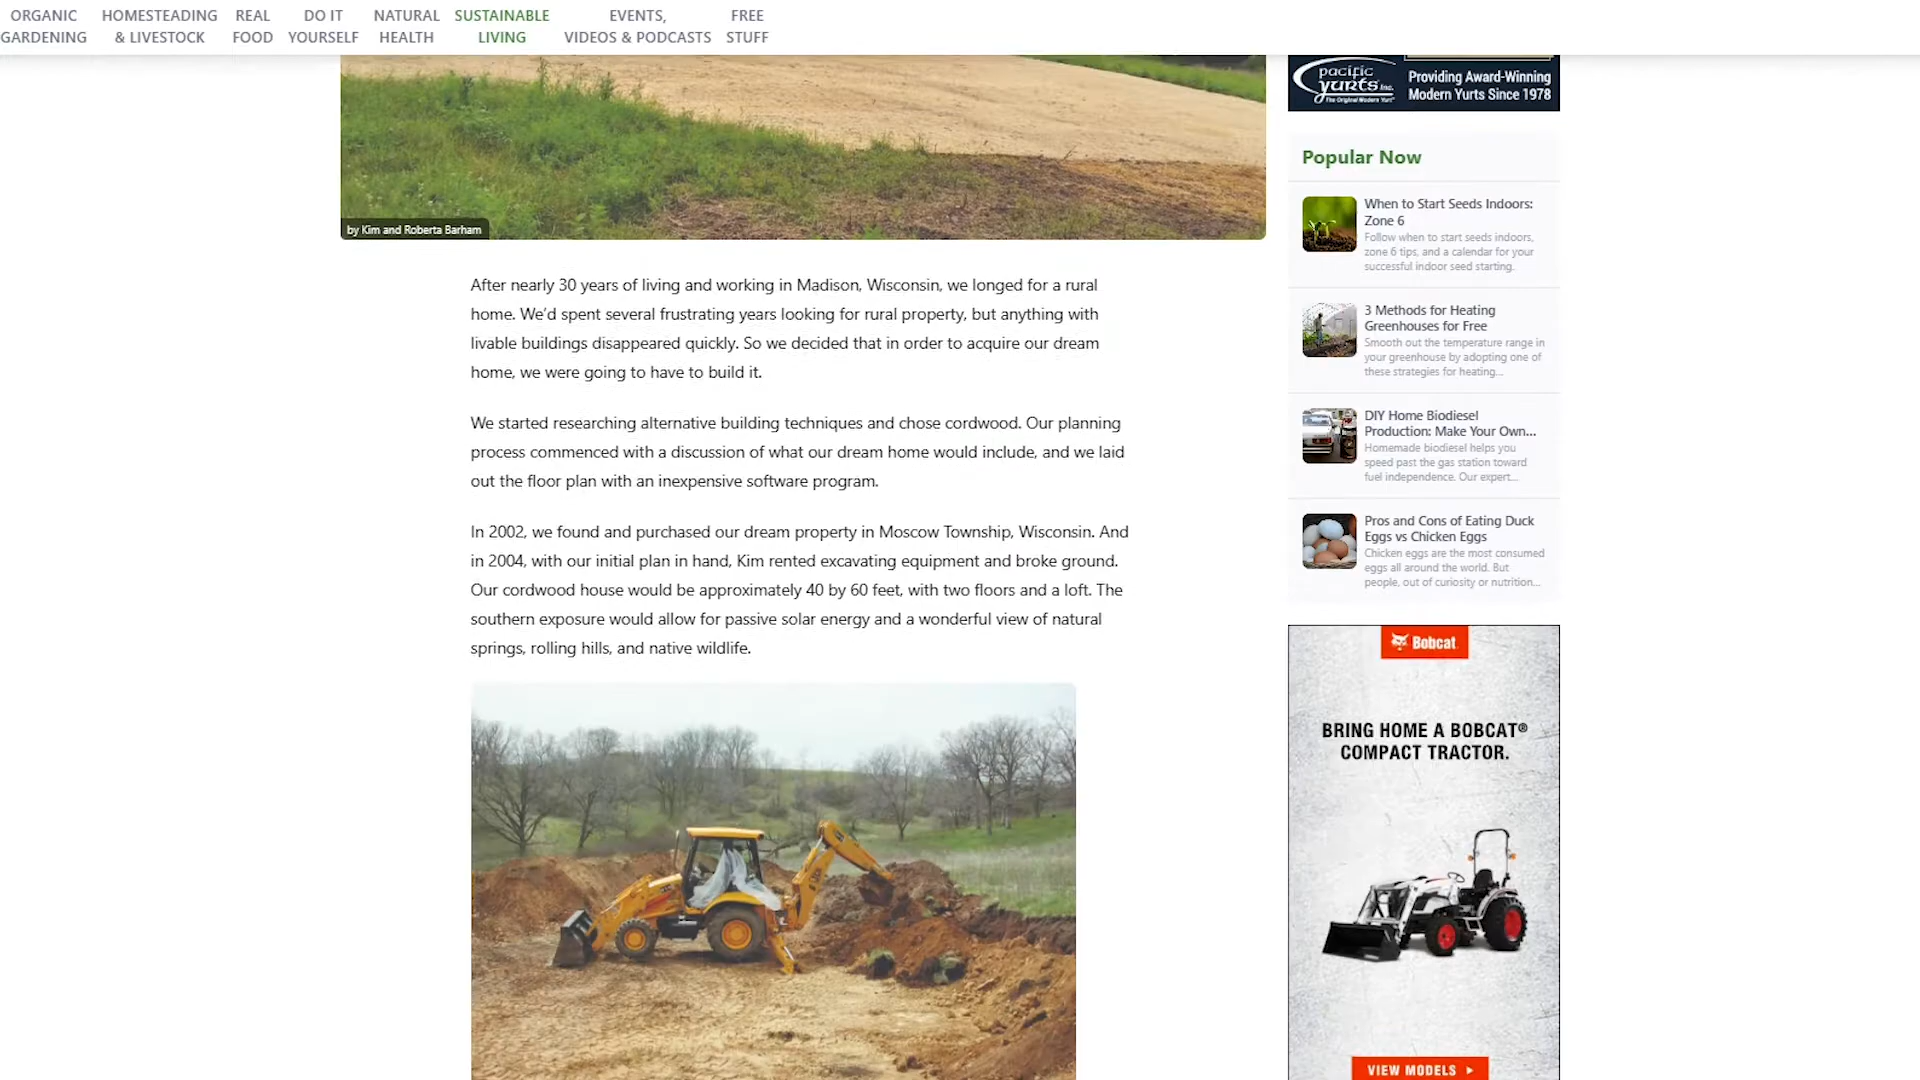 ORGANIC
GARDENING
HOMESTEADING
& LIVESTOCK
REAL
FOOD
DO IT
YOURSELF
NATURAL
HEALTH
SUSTAINABLE
LIVING
EVENTS,
VIDEOS & PODCASTS
FREE
STUFF
by Kim and Roberta Barham
After nearly 30 years of living and working in Madison, Wisconsin, we longed for a rural
home. We'd spent several frustrating years looking for rural property, but anything with
livable buildings disappeared quickly. So we decided that in order to acquire our dream
home, we were going to have to build it.
We started researching alternative building techniques and chose cordwood. Our planning
process commenced with a discussion of what our dream home would include, and we laid
out the floor plan with an inexpensive software program.
In 2002, we found and purchased our dream property in Moscow Township, Wisconsin. And
in 2004, with our initial plan in hand, Kim rented excavating equipment and broke ground.
Our cordwood house would be approximately 40 by 60 feet, with two floors and a loft. The
southern exposure would allow for passive solar energy and a wonderful view of natural
springs, rolling hills, and native wildlife.
pacific
yurts Inc.
The Original Modern Yurt
Providing Award-Winning
Modern Yurts Since 1978
Popular Now
When to Start Seeds Indoors:
Zone 6
Follow when to start seeds indoors,
zone 6 tips, and a calendar for your
successful indoor seed starting.
3 Methods for Heating
Greenhouses for Free
Smooth out the temperature range in
your greenhouse by adopting one of
these strategies for heating...
DIY Home Biodiesel
Production: Make Your Own...
Homemade biodiesel helps you
speed past the gas station toward
fuel independence. Our expert...
Pros and Cons of Eating Duck
Eggs vs Chicken Eggs
Chicken eggs are the most consumed
eggs all around the world. But
people, out of curiosity or nutrition...
Bobcat
BRING HOME A BOBCAT®
COMPACT TRACTOR.
VIEW MODELS